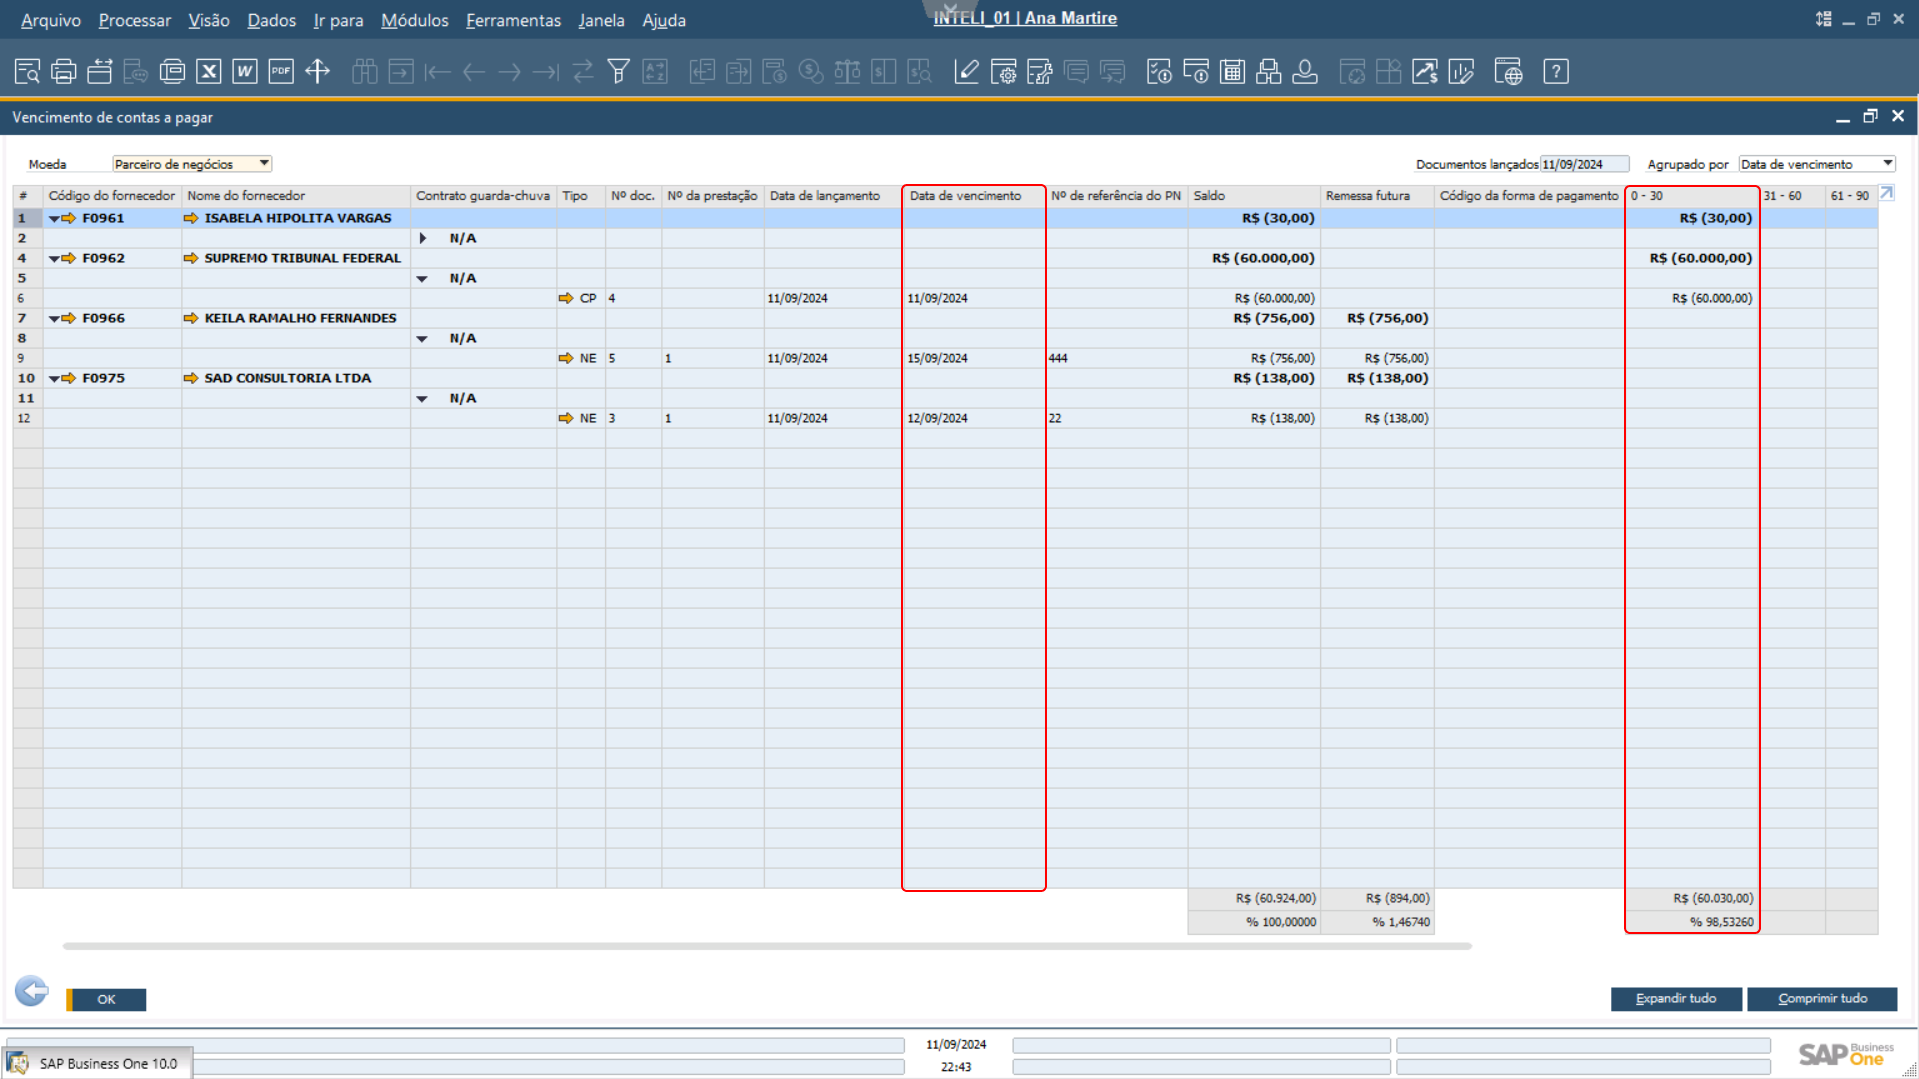 Arquivo Processar Visão Dados Ir para Módulos Ferramentas Janela Ajuda
INTELI_01 | Ana Martire
Vencimento de contas a pagar
Moeda Parceiro de negócios Documentos lançados 11/09/2024 Agrupado por Data de vencimento
# Código do fornecedor Nome do fornecedor Contrato guarda-chuva Tipo Nº doc. Nº da prestação Data de lançamento Data de vencimento Nº de referência do PN Saldo Remessa futura Código da forma de pagamento 0 - 30 31 - 60 61 - 90
1 F0961 ISABELA HIPOLITA VARGAS R$ (30,00) R$ (30,00)
2 N/A
4 F0962 SUPREMO TRIBUNAL FEDERAL R$ (60.000,00) R$ (60.000,00)
5 N/A
6 CP 4 11/09/2024 11/09/2024 R$ (60.000,00) R$ (60.000,00)
7 F0966 KEILA RAMALHO FERNANDES R$ (756,00) R$ (756,00)
8 N/A
9 NE 5 1 11/09/2024 15/09/2024 444 R$ (756,00) R$ (756,00)
10 F0975 SAD CONSULTORIA LTDA R$ (138,00) R$ (138,00)
11 N/A
12 NE 3 1 11/09/2024 12/09/2024 22 R$ (138,00) R$ (138,00)
R$ (60.924,00) R$ (894,00) R$ (60.030,00)
% 100,00000 % 1,46740 % 98,53260
OK Expandir tudo Comprimir tudo
11/09/2024
22:43
SAP Business One 10.0
SAP Business One